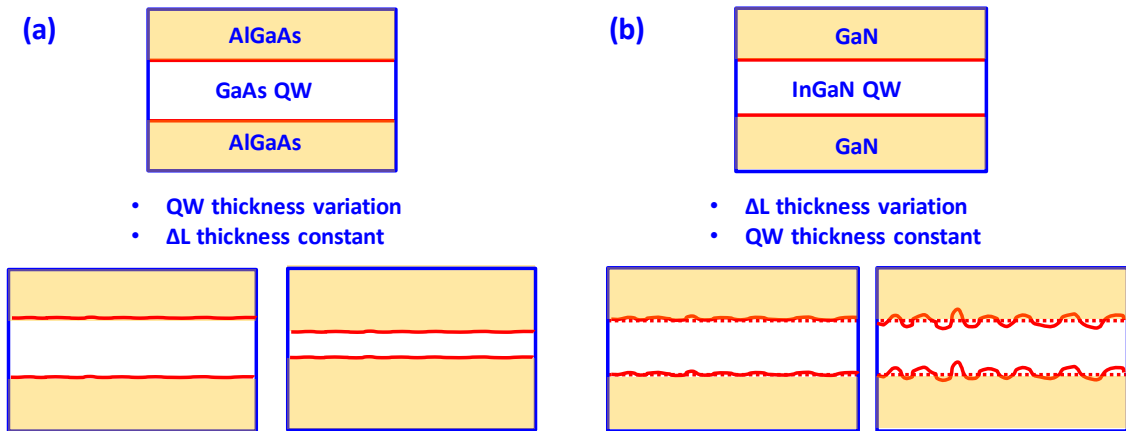 (a)
AlGaAs
GaAs QW
AlGaAs
• QW thickness variation
• ΔL thickness constant
(b)
GaN
InGaN QW
GaN
• ΔL thickness variation
• QW thickness constant